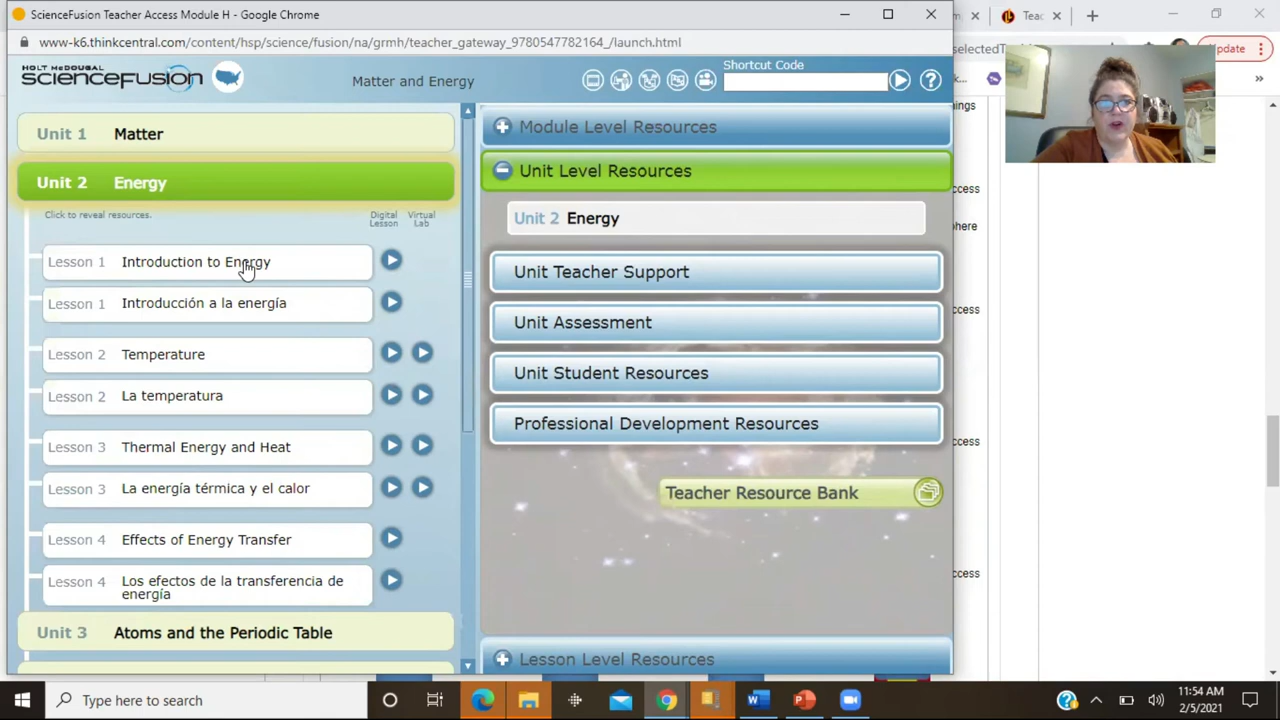 ScienceFusion Teacher Access Module H - Google Chrome
www-k6.thinkcentral.com/content/hsp/science/fusion/na/grmh/teacher_gateway_9780547782164_/launch.html
Update
HOLT McDOUGAL
scienceFusion
Matter and Energy
Shortcut Code
Unit 1 Matter
Unit 2 Energy
Click to reveal resources.
Digital Lesson
Virtual Lab
Lesson 1 Introduction to Energy
Lesson 1 Introducción a la energía
Lesson 2 Temperature
Lesson 2 La temperatura
Lesson 3 Thermal Energy and Heat
Lesson 3 La energía térmica y el calor
Lesson 4 Effects of Energy Transfer
Lesson 4 Los efectos de la transferencia de
energía
Unit 3 Atoms and the Periodic Table
Module Level Resources
Unit Level Resources
Unit 2 Energy
Unit Teacher Support
Unit Assessment
Unit Student Resources
Professional Development Resources
Teacher Resource Bank
Lesson Level Resources
Type here to search
11:54 AM
2/5/2021